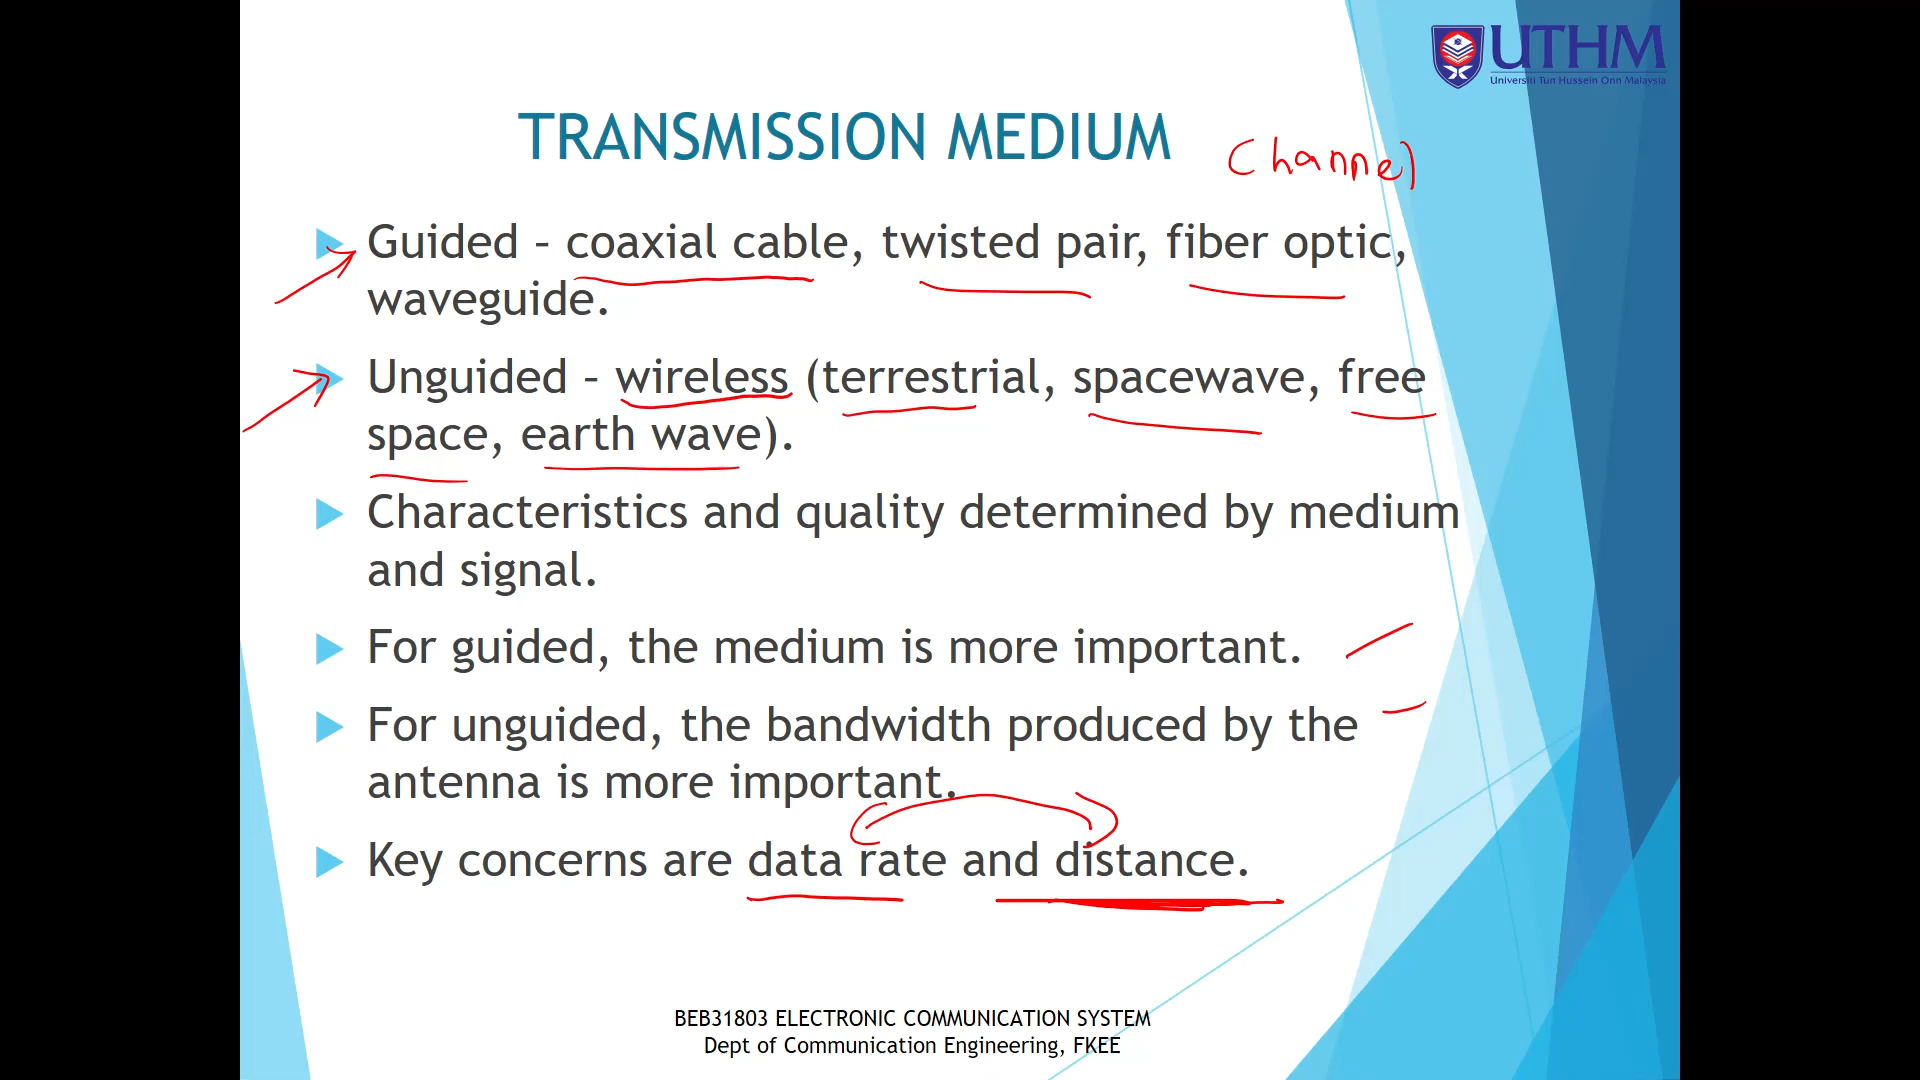 UTHM
Universiti Tun Hussein Onn Malaysia
TRANSMISSION MEDIUM
Channel
Guided – coaxial cable, twisted pair, fiber optic,
waveguide.
Unguided – wireless (terrestrial, spacewave, free
space, earth wave).
Characteristics and quality determined by medium
and signal.
For guided, the medium is more important.
For unguided, the bandwidth produced by the
antenna is more important.
Key concerns are data rate and distance.
BEB31803 ELECTRONIC COMMUNICATION SYSTEM
Dept of Communication Engineering, FKEE